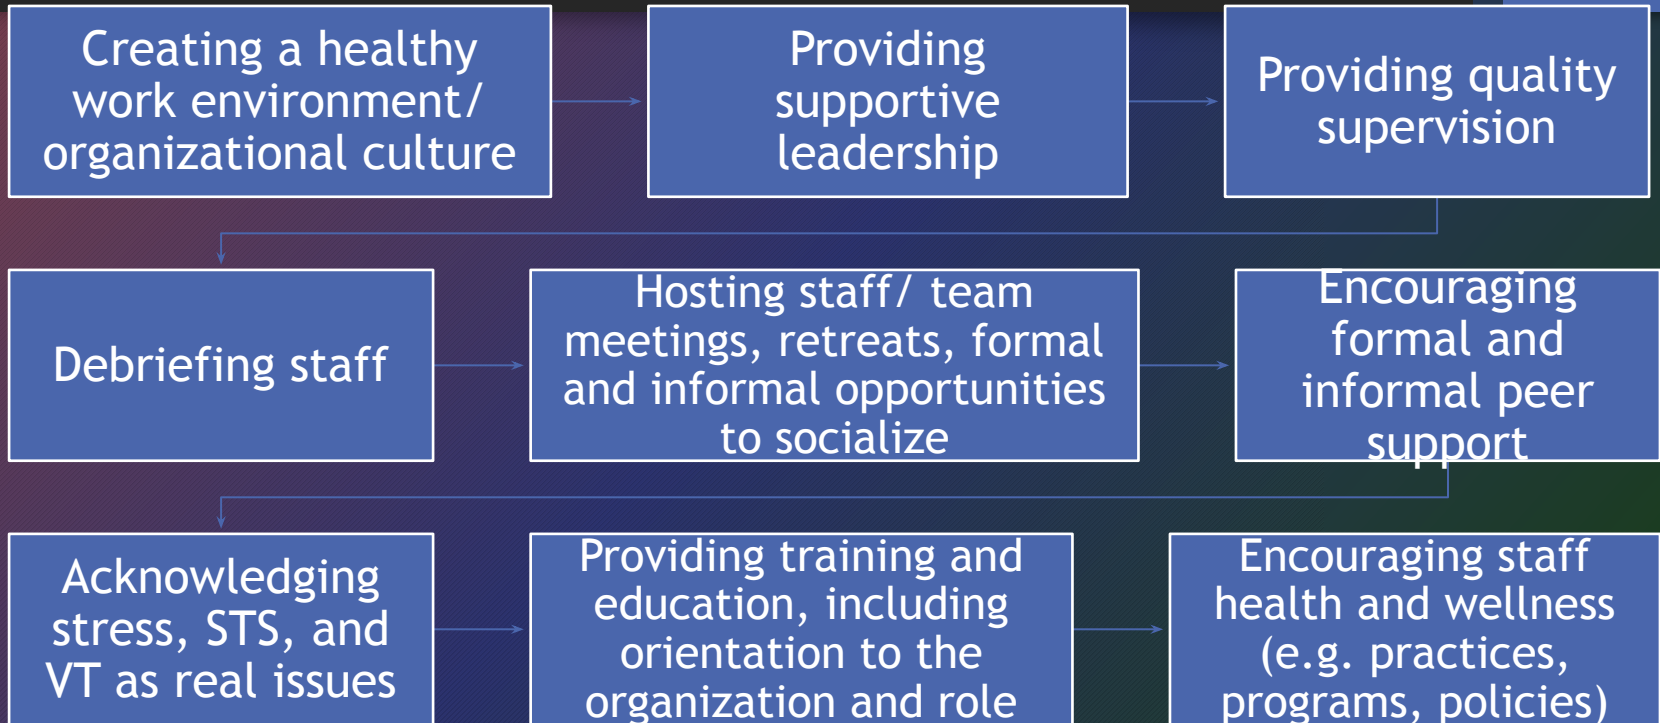 Creating a healthy
work environment/
organizational culture
Providing
supportive
leadership
Providing quality
supervision
Debriefing staff
Hosting staff/ team
meetings, retreats, formal
and informal opportunities
to socialize
Encouraging
formal and
informal peer
support
Acknowledging
stress, STS, and
VT as real issues
Providing training and
education, including
orientation to the
organization and role
Encouraging staff
health and wellness
(e.g. practices,
programs, policies)